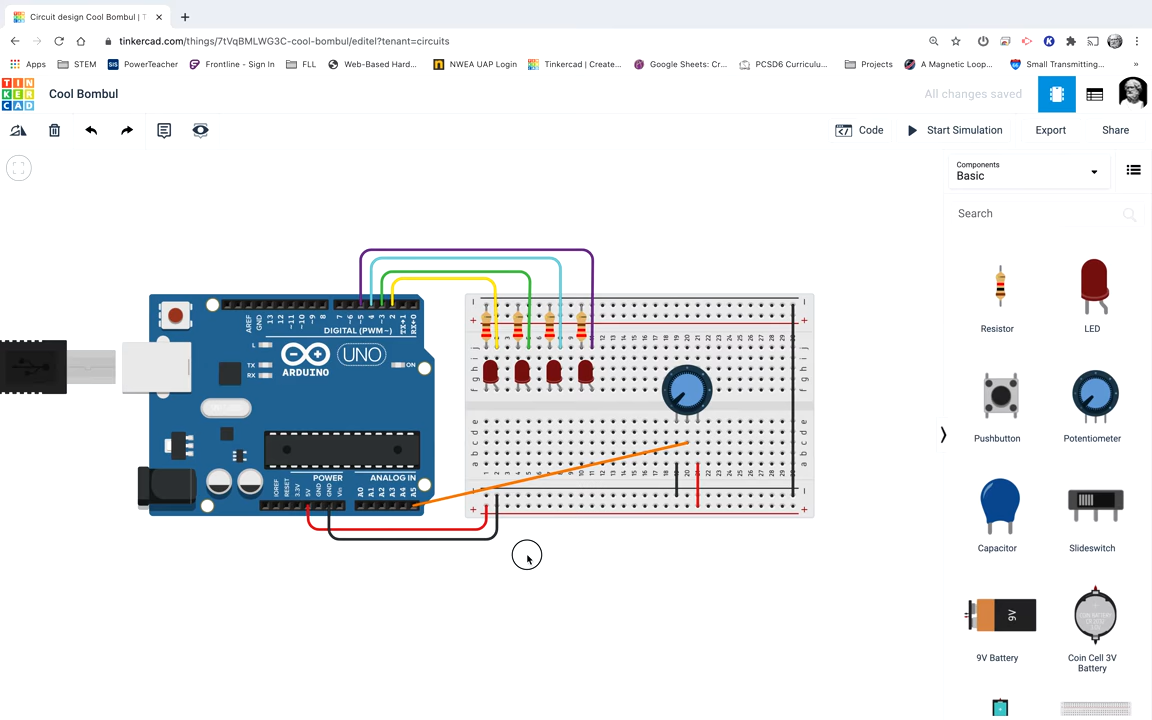 Circuit design Cool Bombul | T
tinkercad.com/things/7tVqBMLWG3C-cool-bombul/editel?tenant=circuits
Apps STEM SIS PowerTeacher Frontline - Sign In FLL Web-Based Hard... NWEA UAP Login Tinkercad | Create... Google Sheets: Cr... PCSD6 Curriculu... Projects A Magnetic Loop... Small Transmitting... »
TIN
KER
CAD
Cool Bombul
All changes saved
Code Start Simulation Export Share
Components
Basic
Search
Resistor LED
Pushbutton Potentiometer
Capacitor Slideswitch
9V
9V Battery Coin Cell 3V
Battery
AREF GND 13 12 ~11 ~10 ~9 8 7 ~6 ~5 4 ~3 2 TX→1 RX←0
DIGITAL (PWM~)
L
TX
RX
UNO
ARDUINO
ON
POWER ANALOG IN
IOREF RESET 3.3V 5V GND GND Vin A0 A1 A2 A3 A4 A5